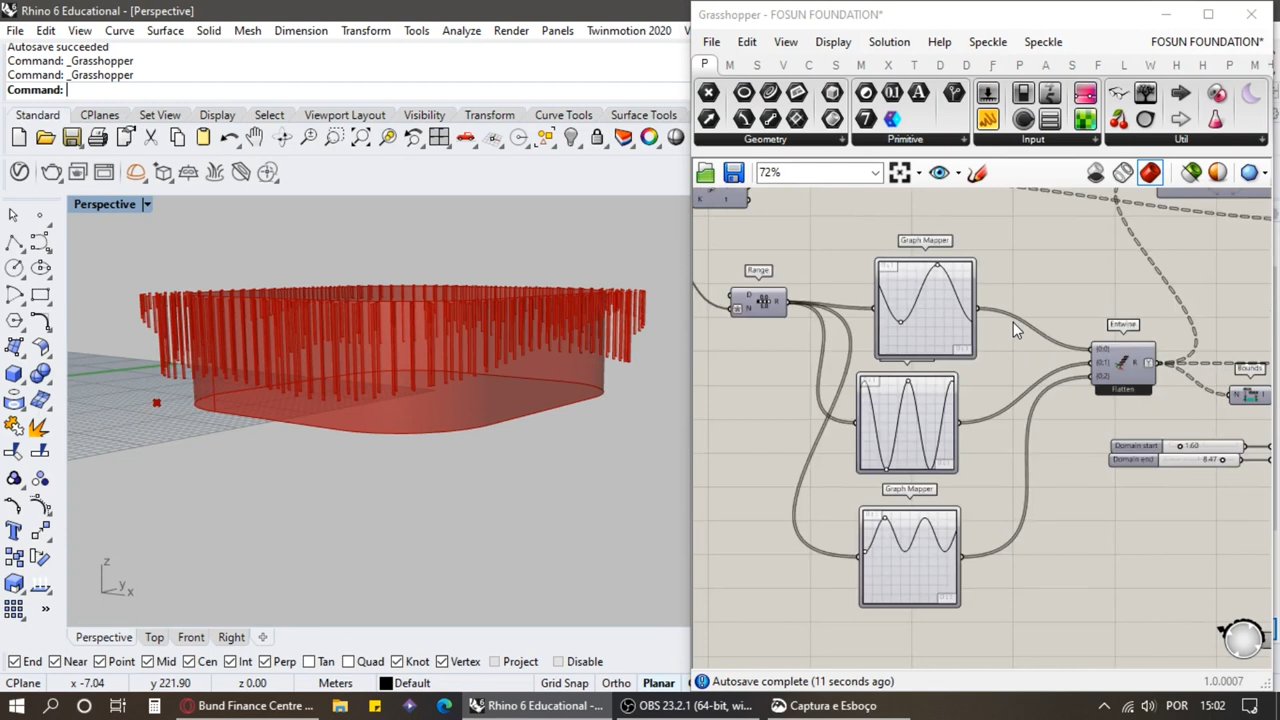 Rhino 6 Educational - [Perspective]
File Edit View Curve Surface Solid Mesh Dimension Transform Tools Analyze Render Panels Twinmotion 2020
Autosave succeeded
Command: _Grasshopper
Command: _Grasshopper
Command:
Standard CPlanes Set View Display Select Viewport Layout Visibility Transform Curve Tools Surface Tools
Perspective
z
y
x
Perspective Top Front Right
End Near Point Mid Cen Int Perp Tan Quad Knot Vertex Project Disable
CPlane x -7.04 y 221.90 z 0.00 Meters Default Grid Snap Ortho Planar
Grasshopper - FOSUN FOUNDATION*
File Edit View Display Solution Help Speckle Speckle FOSUN FOUNDATION*
P M S V C S M X T D D F P A S F R H P M
Geometry Primitive Input Util
72%
K t
Graph Mapper
Range
D
N
R
Entwine
{0;0}
{0;1}
{0;2}
R
Flatten
Bounds
N I
Domain start 1.60
Domain end 8.47
Graph Mapper
Autosave complete (11 seconds ago)
1.0.0007
Bund Finance Centre ...
Rhino 6 Educational -...
OBS 23.2.1 (64-bit, wi...
Captura e Esboço
POR
15:02